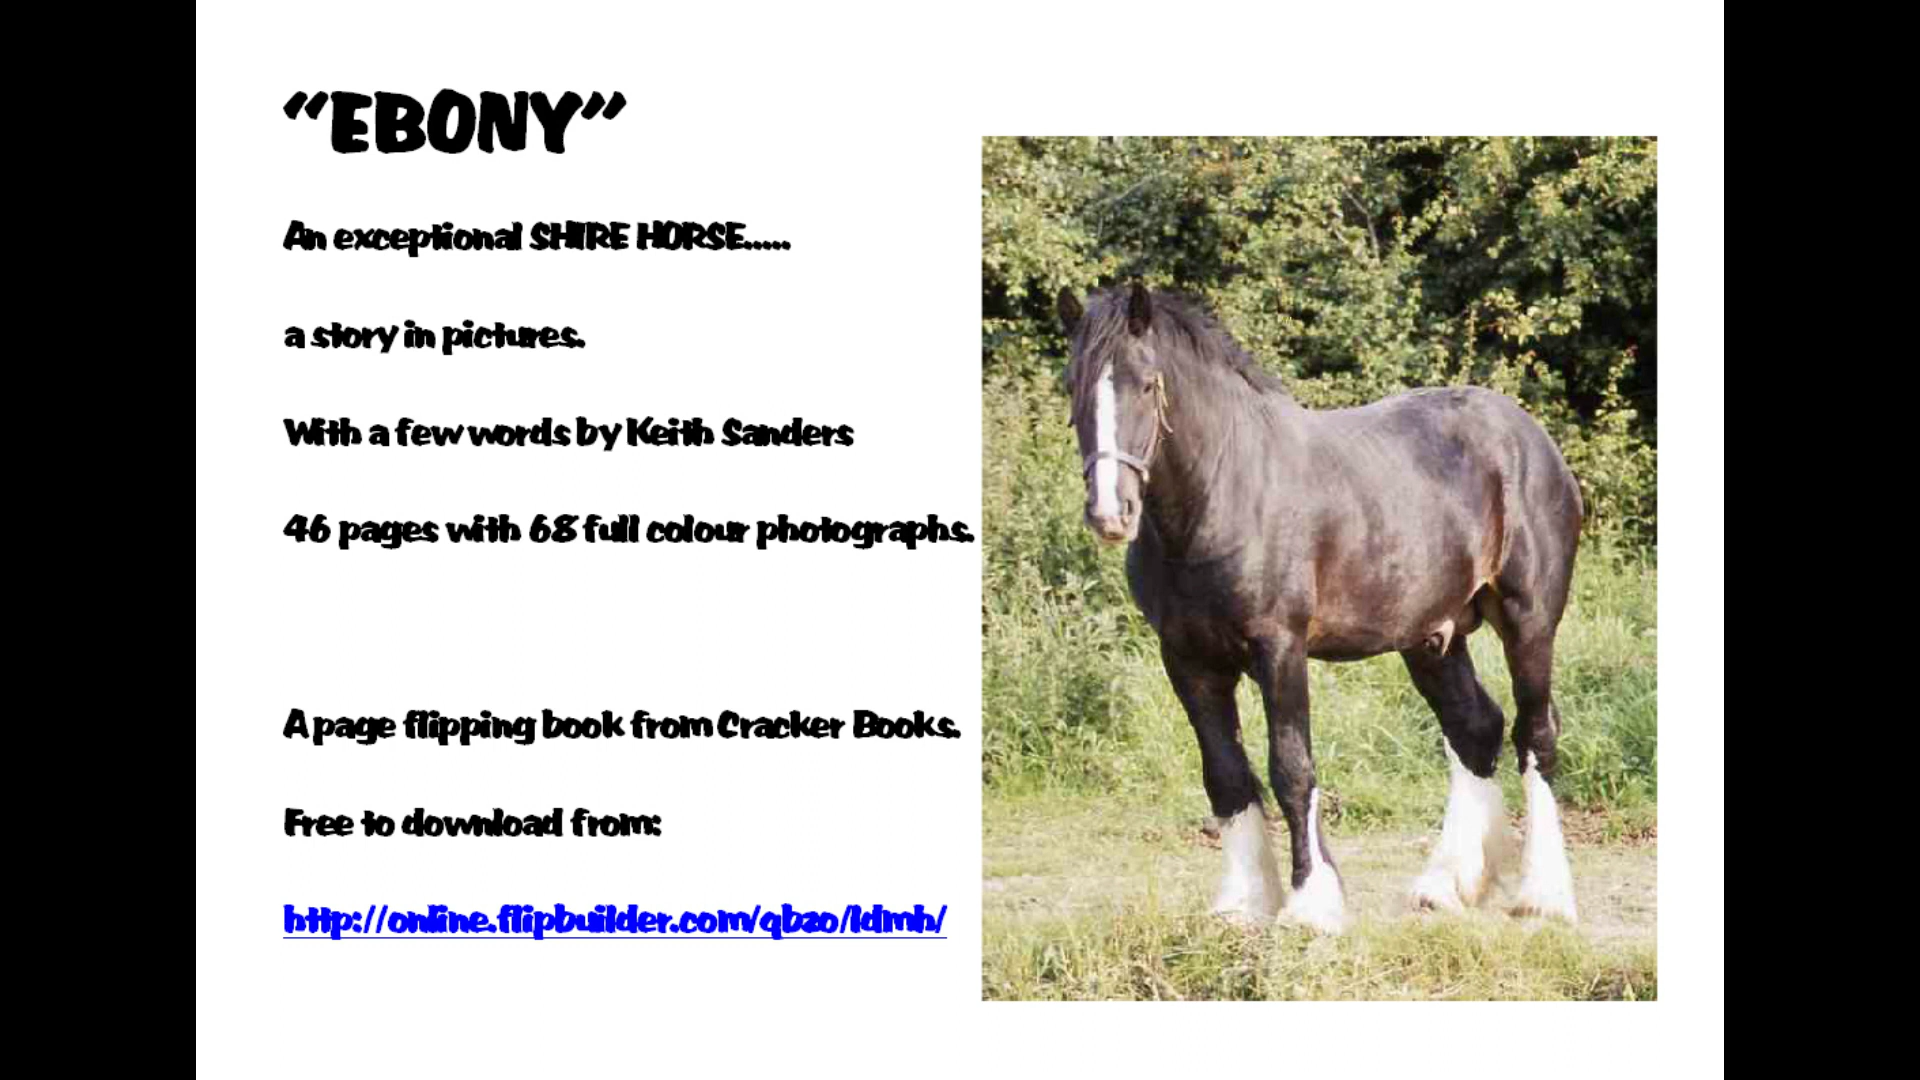 “EBONY”
An exceptional SHIRE HORSE.....
a story in pictures.
With a few words by Keith Sanders
46 pages with 68 full colour photographs.
A page flipping book from Cracker Books.
Free to download from:
http://online.flipbuilder.com/qbzo/ldmh/